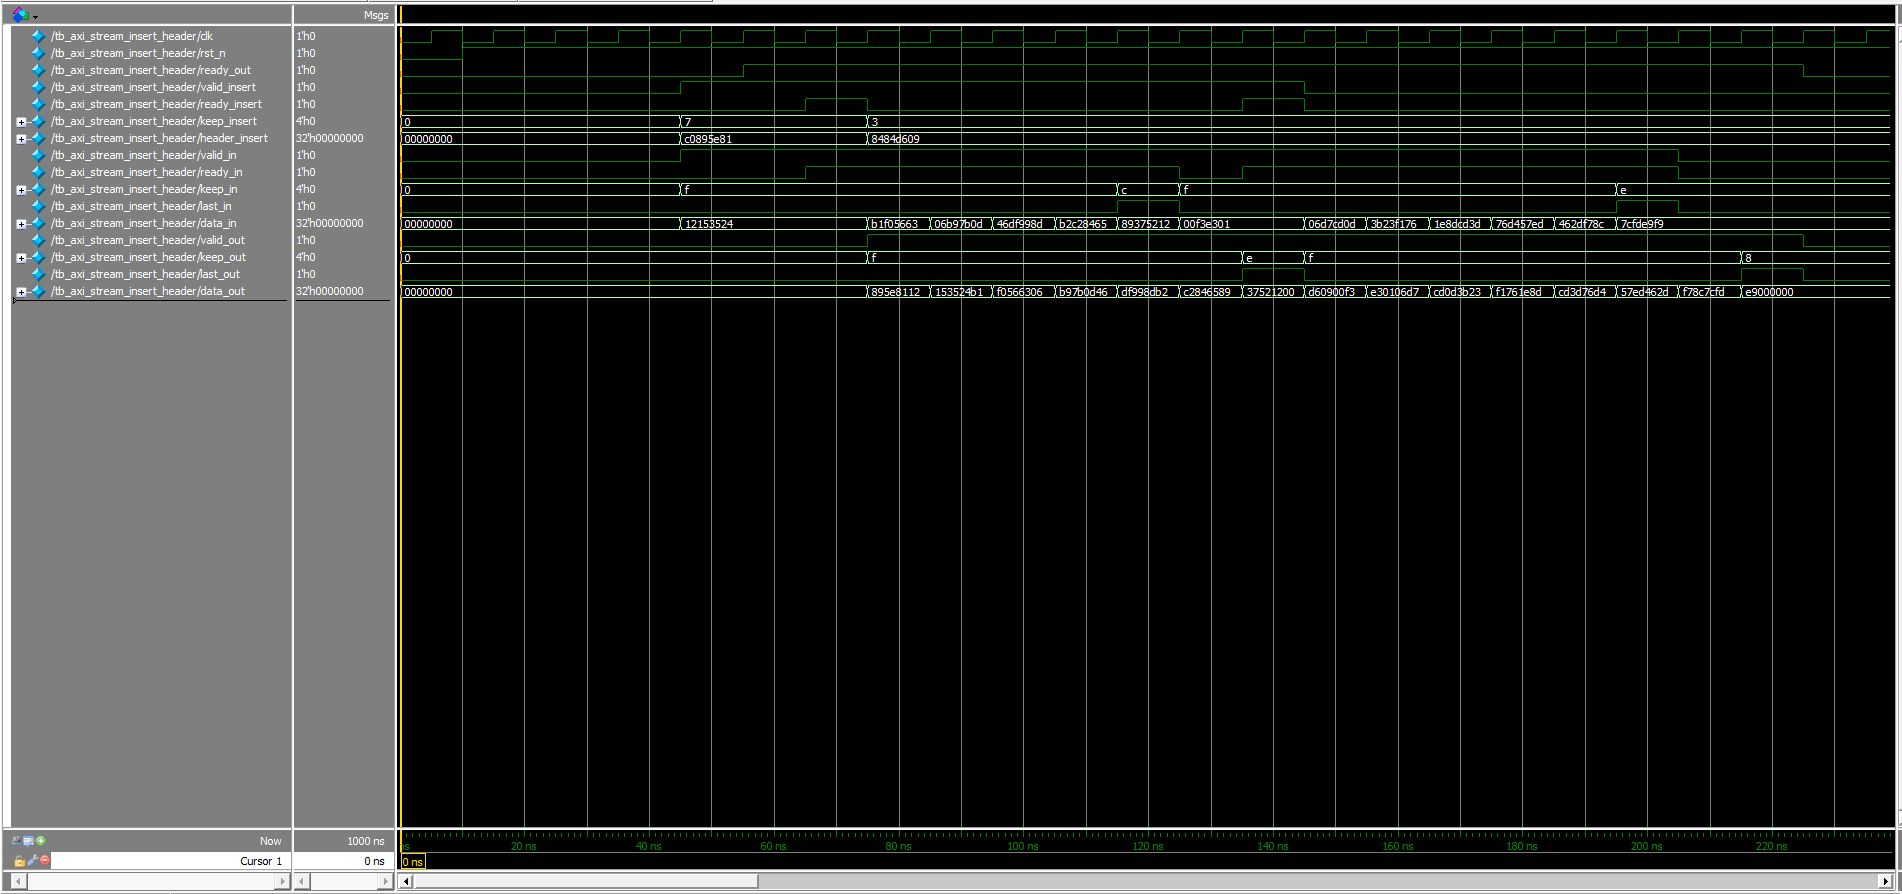 Msgs
/tb_axi_stream_insert_header/clk 1'h0
/tb_axi_stream_insert_header/rst_n 1'h0
/tb_axi_stream_insert_header/ready_out 1'h0
/tb_axi_stream_insert_header/valid_insert 1'h0
/tb_axi_stream_insert_header/ready_insert 1'h0
/tb_axi_stream_insert_header/keep_insert 4'h0 0 7 3
/tb_axi_stream_insert_header/header_insert 32'h00000000 00000000 c0895e81 8484d609
/tb_axi_stream_insert_header/valid_in 1'h0
/tb_axi_stream_insert_header/ready_in 1'h0
/tb_axi_stream_insert_header/keep_in 4'h0 0 f c f e
/tb_axi_stream_insert_header/last_in 1'h0
/tb_axi_stream_insert_header/data_in 32'h00000000 00000000 12153524 b1f05663 06b97b0d 46df998d b2c28465 89375212 00f3e301 06d7cd0d 3b23f176 1e8dcd3d 76d457ed 462df78c 7cfde9f9
/tb_axi_stream_insert_header/valid_out 1'h0
/tb_axi_stream_insert_header/keep_out 4'h0 0 f e f 8
/tb_axi_stream_insert_header/last_out 1'h0
/tb_axi_stream_insert_header/data_out 32'h00000000 00000000 895e8112 153524b1 f0566306 b97b0d46 df998db2 c2846589 37521200 d60900f3 e30106d7 cd0d3b23 f1761e8d cd3d76d4 57ed462d f78c7cfd e9000000
Now 1000 ns 20 ns 40 ns 60 ns 80 ns 100 ns 120 ns 140 ns 160 ns 180 ns 200 ns 220 ns
Cursor 1 0 ns 0 ns